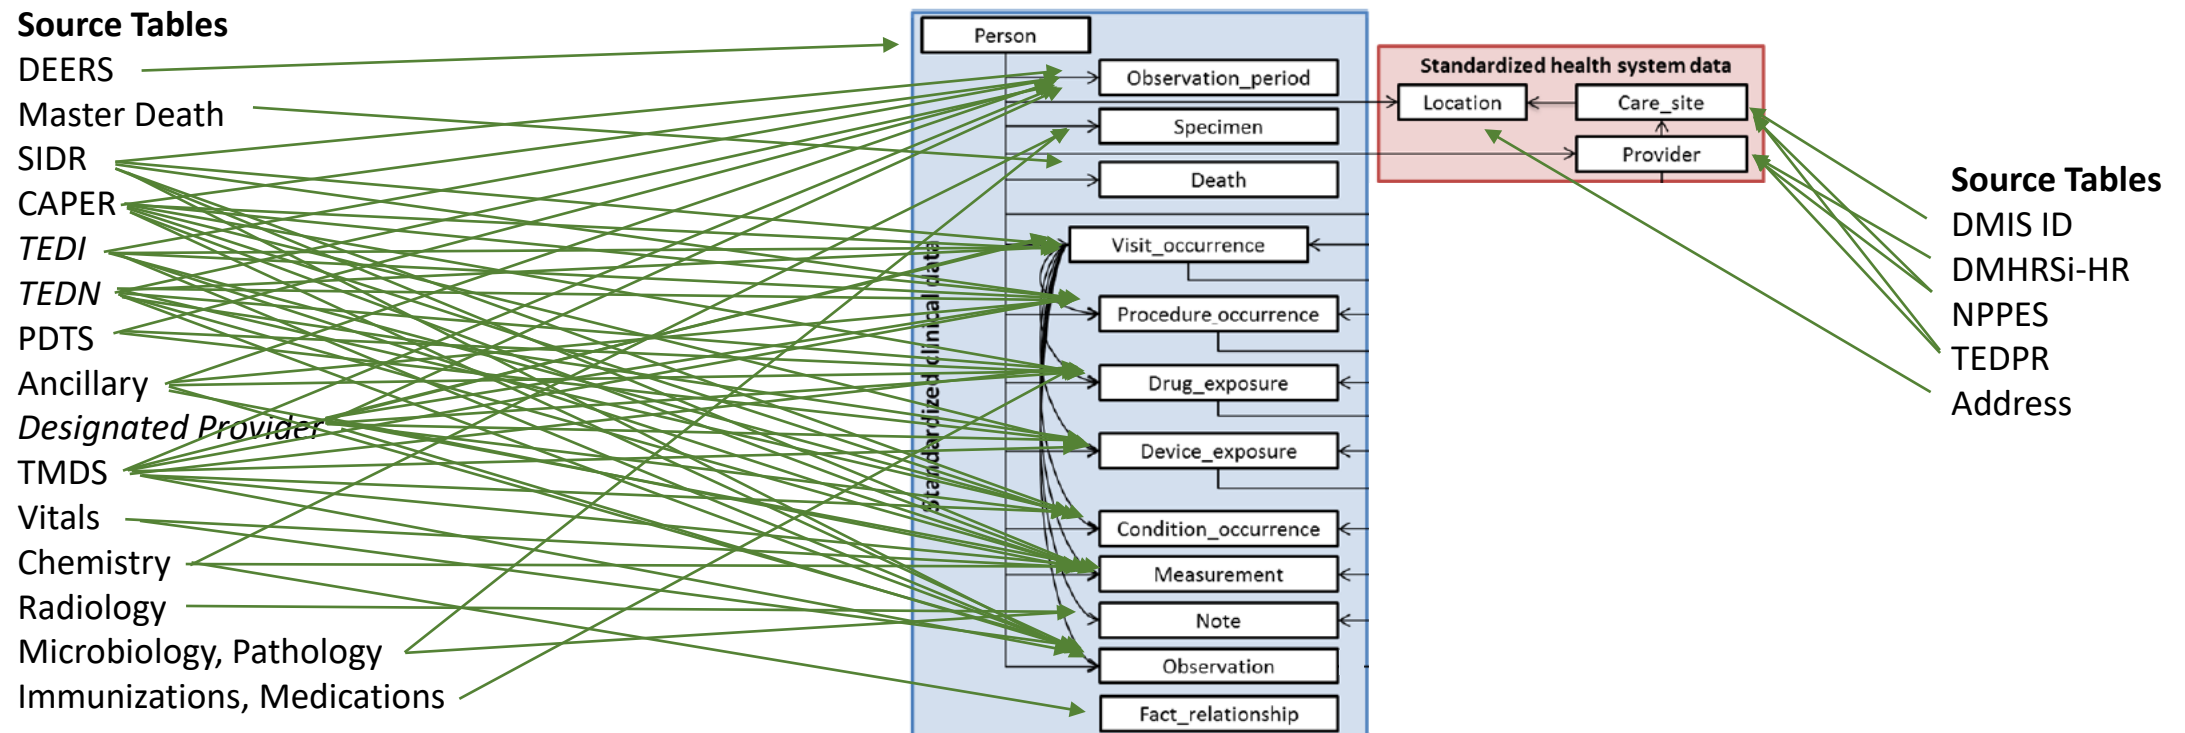 Source Tables
DEERS
Master Death
SIDR
CAPER
TEDI
TEDN
PDTS
Ancillary
Designated Provider
TMDS
Vitals
Chemistry
Radiology
Microbiology, Pathology
Immunizations, Medications
Standardized clinical data
Person
Observation_period
Specimen
Death
Visit_occurrence
Procedure_occurrence
Drug_exposure
Device_exposure
Condition_occurrence
Measurement
Note
Observation
Fact_relationship
Standardized health system data
Location
Care_site
Provider
Source Tables
DMIS ID
DMHRSi-HR
NPPES
TEDPR
Address